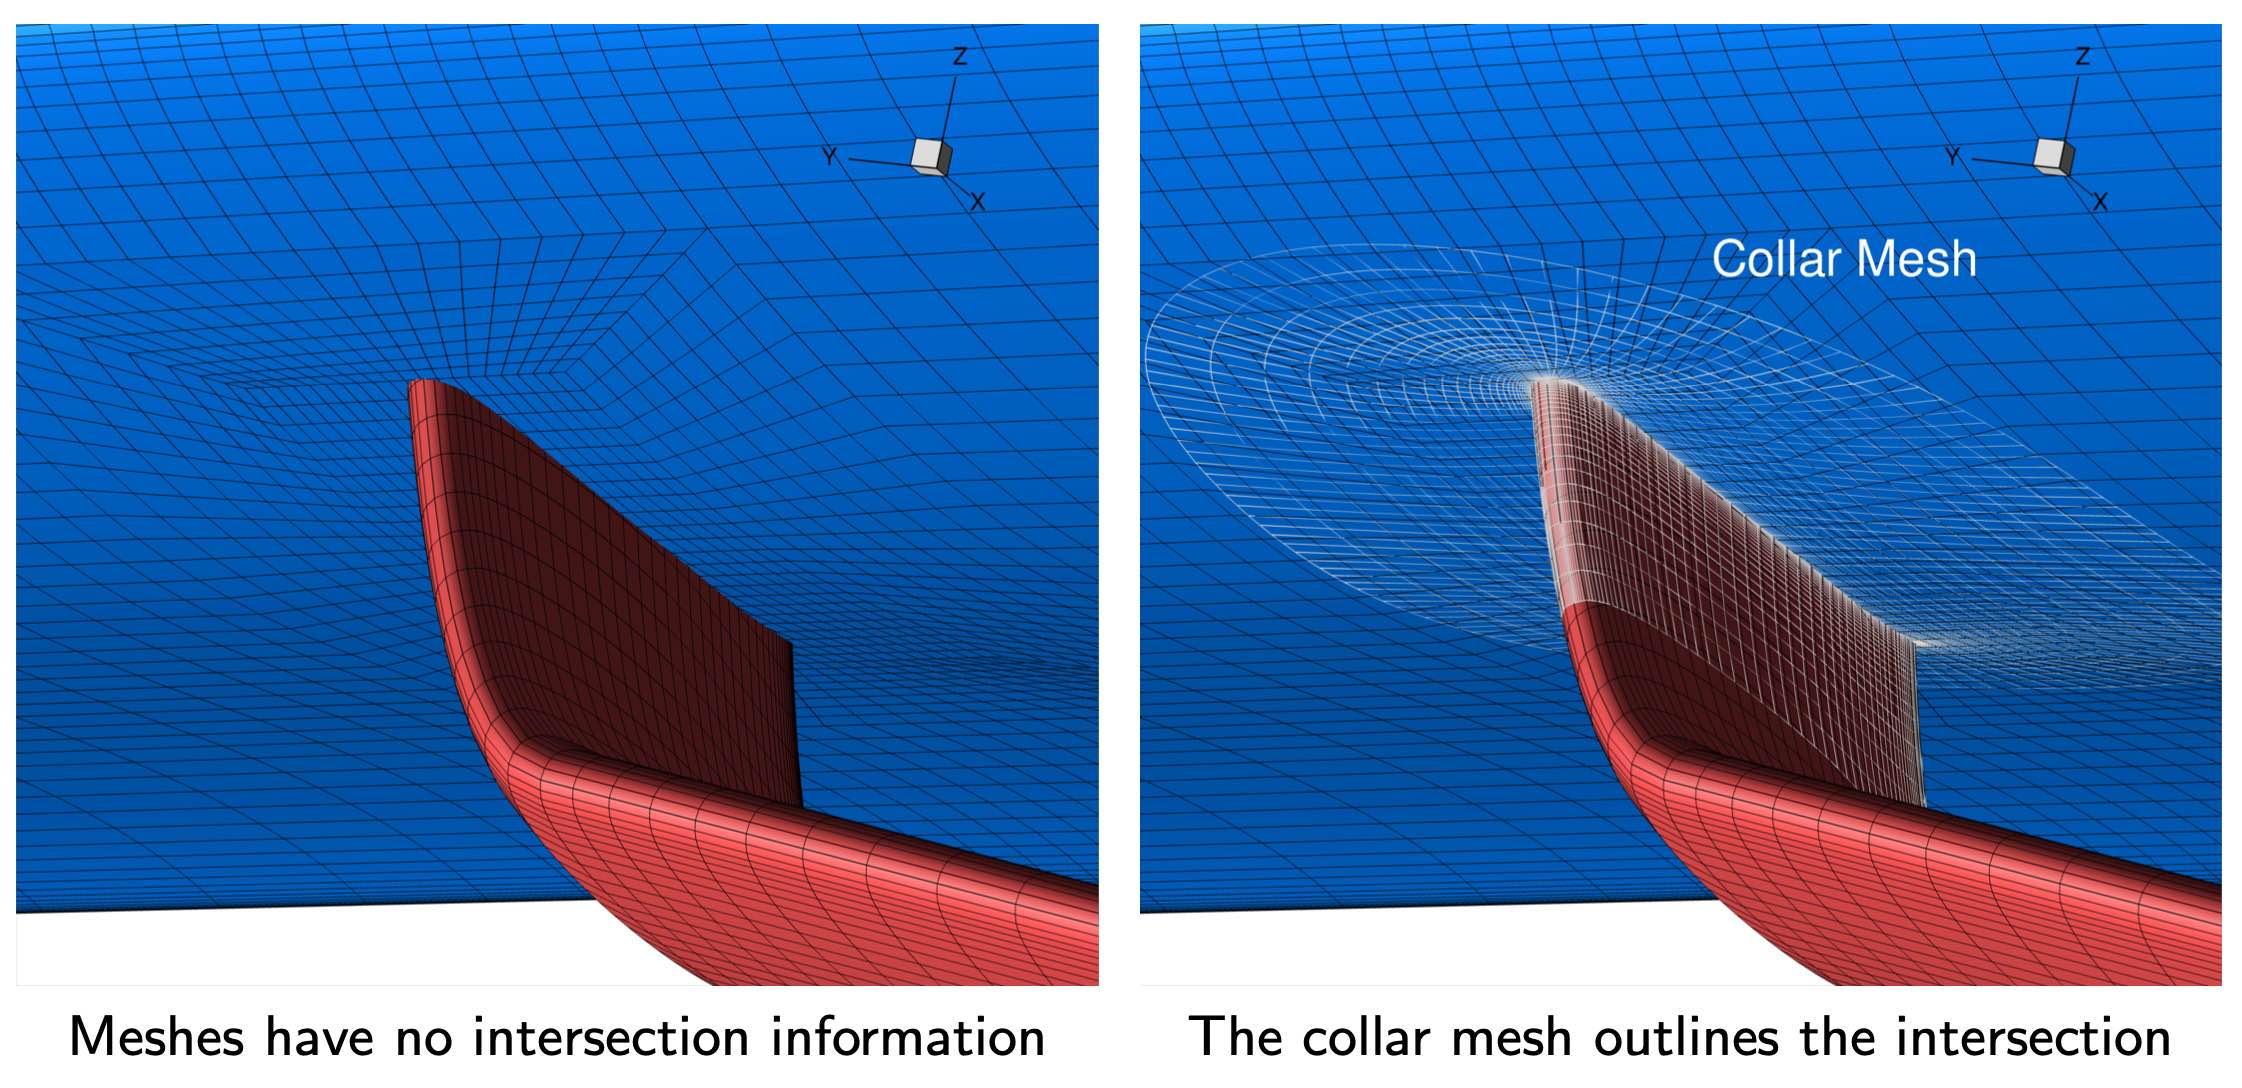 Z
Y
X
Z
Y
X
Collar Mesh
Meshes have no intersection information
The collar mesh outlines the intersection